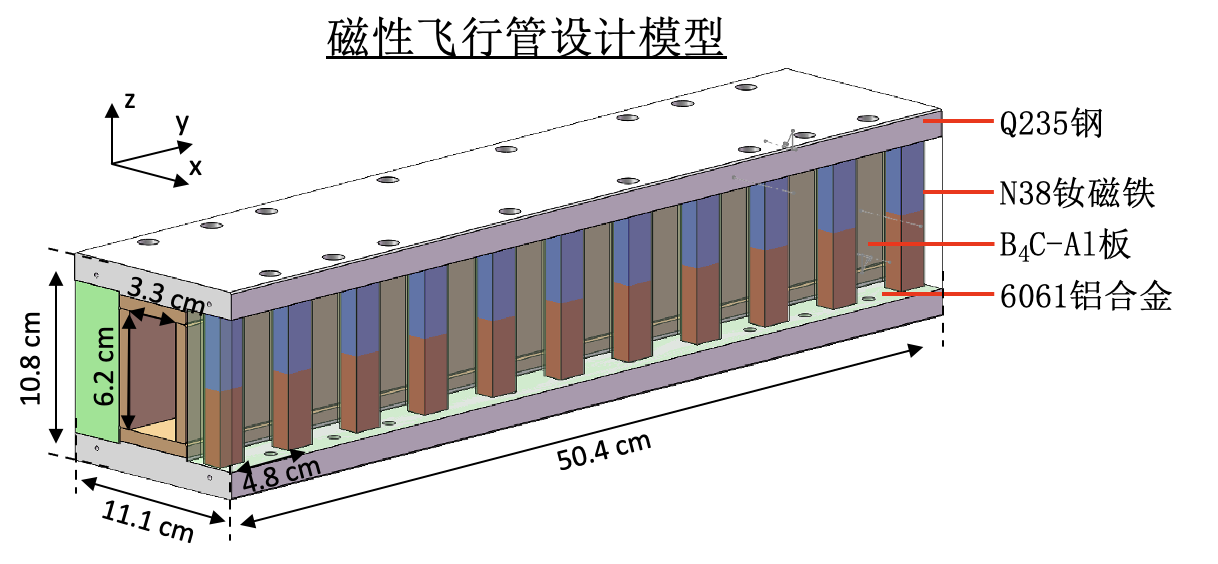 磁性飞行管设计模型
z
y
x
Q235钢
N38钕磁铁
B₄C-Al板
6061铝合金
3.3 cm
6.2 cm
10.8 cm
4.8 cm
50.4 cm
11.1 cm